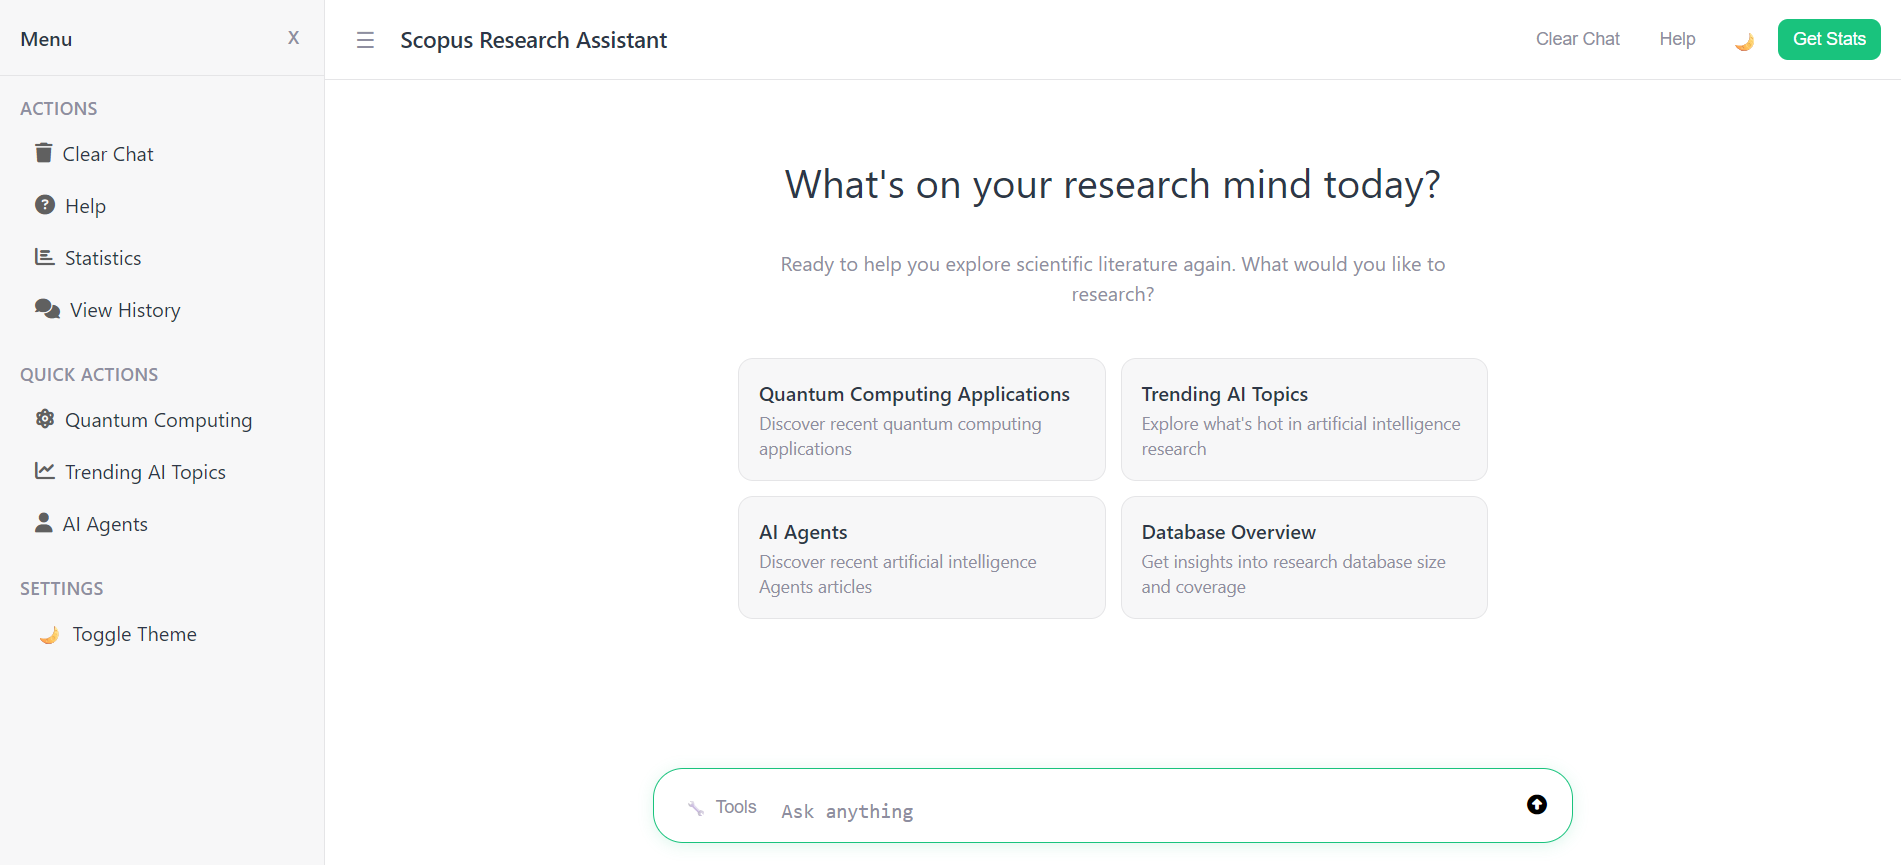 Menu
X
ACTIONS
Clear Chat
Help
Statistics
View History
QUICK ACTIONS
Quantum Computing
Trending AI Topics
AI Agents
SETTINGS
Toggle Theme
Scopus Research Assistant
Clear Chat
Help
Get Stats
What's on your research mind today?
Ready to help you explore scientific literature again. What would you like to
research?
Quantum Computing Applications
Discover recent quantum computing
applications
Trending AI Topics
Explore what's hot in artificial intelligence
research
AI Agents
Discover recent artificial intelligence
Agents articles
Database Overview
Get insights into research database size
and coverage
Tools
Ask anything